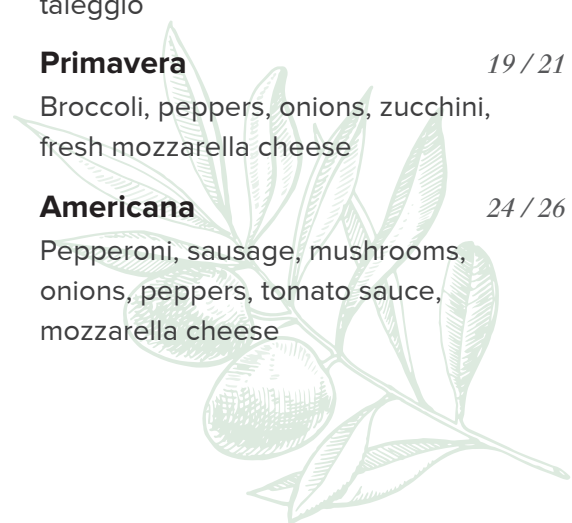 taleggio
Primavera 19 / 21
Broccoli, peppers, onions, zucchini,
fresh mozzarella cheese
Americana 24 / 26
Pepperoni, sausage, mushrooms,
onions, peppers, tomato sauce,
mozzarella cheese